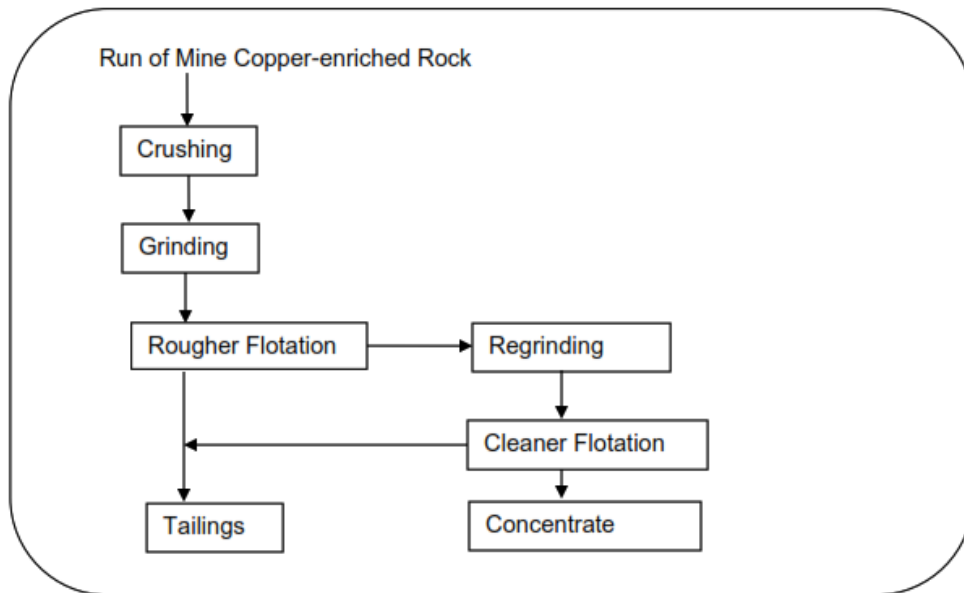 Run of Mine Copper-enriched Rock
Crushing
Grinding
Rougher Flotation
Regrinding
Cleaner Flotation
Tailings
Concentrate